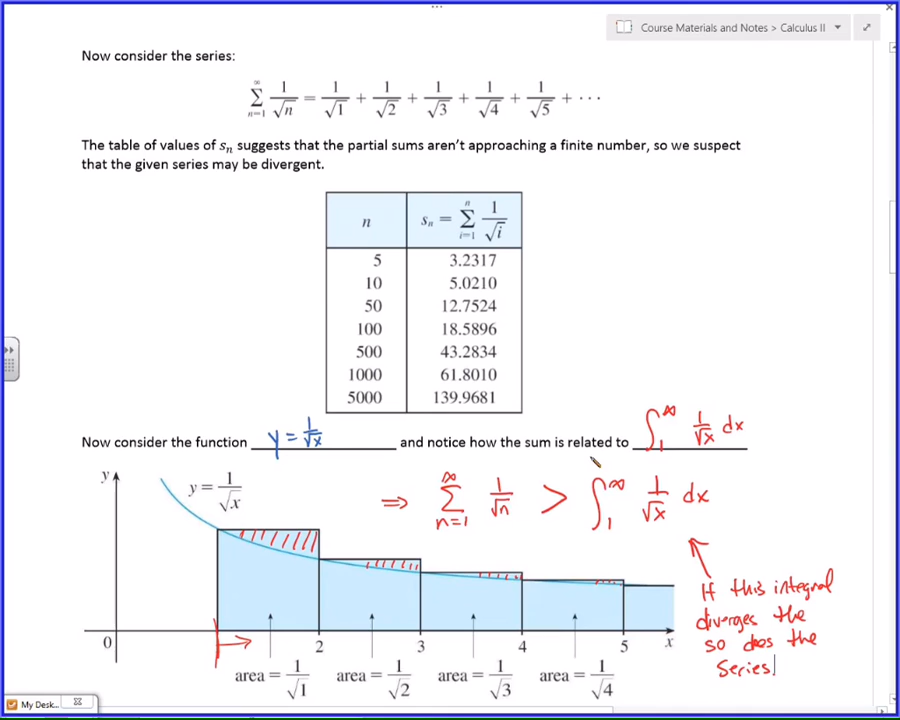 Course Materials and Notes > Calculus II
Now consider the series:
∑_{n=1}^{∞} 1/√n = 1/√1 + 1/√2 + 1/√3 + 1/√4 + 1/√5 + ⋯
The table of values of s_n suggests that the partial sums aren't approaching a finite number, so we suspect
that the given series may be divergent.
n s_n = ∑_{i=1}^{n} 1/√i
5 3.2317
10 5.0210
50 12.7524
100 18.5896
500 43.2834
1000 61.8010
5000 139.9681
Now consider the function y = 1/√x and notice how the sum is related to ∫_1^∞ 1/√x dx
y
y = 1/√x
⇒ ∑_{n=1}^{∞} 1/√n > ∫_1^∞ 1/√x dx
If this integral
diverges the
so does the
Series
0 2 3 4 5 x
area = 1/√1 area = 1/√2 area = 1/√3 area = 1/√4
My Desk...